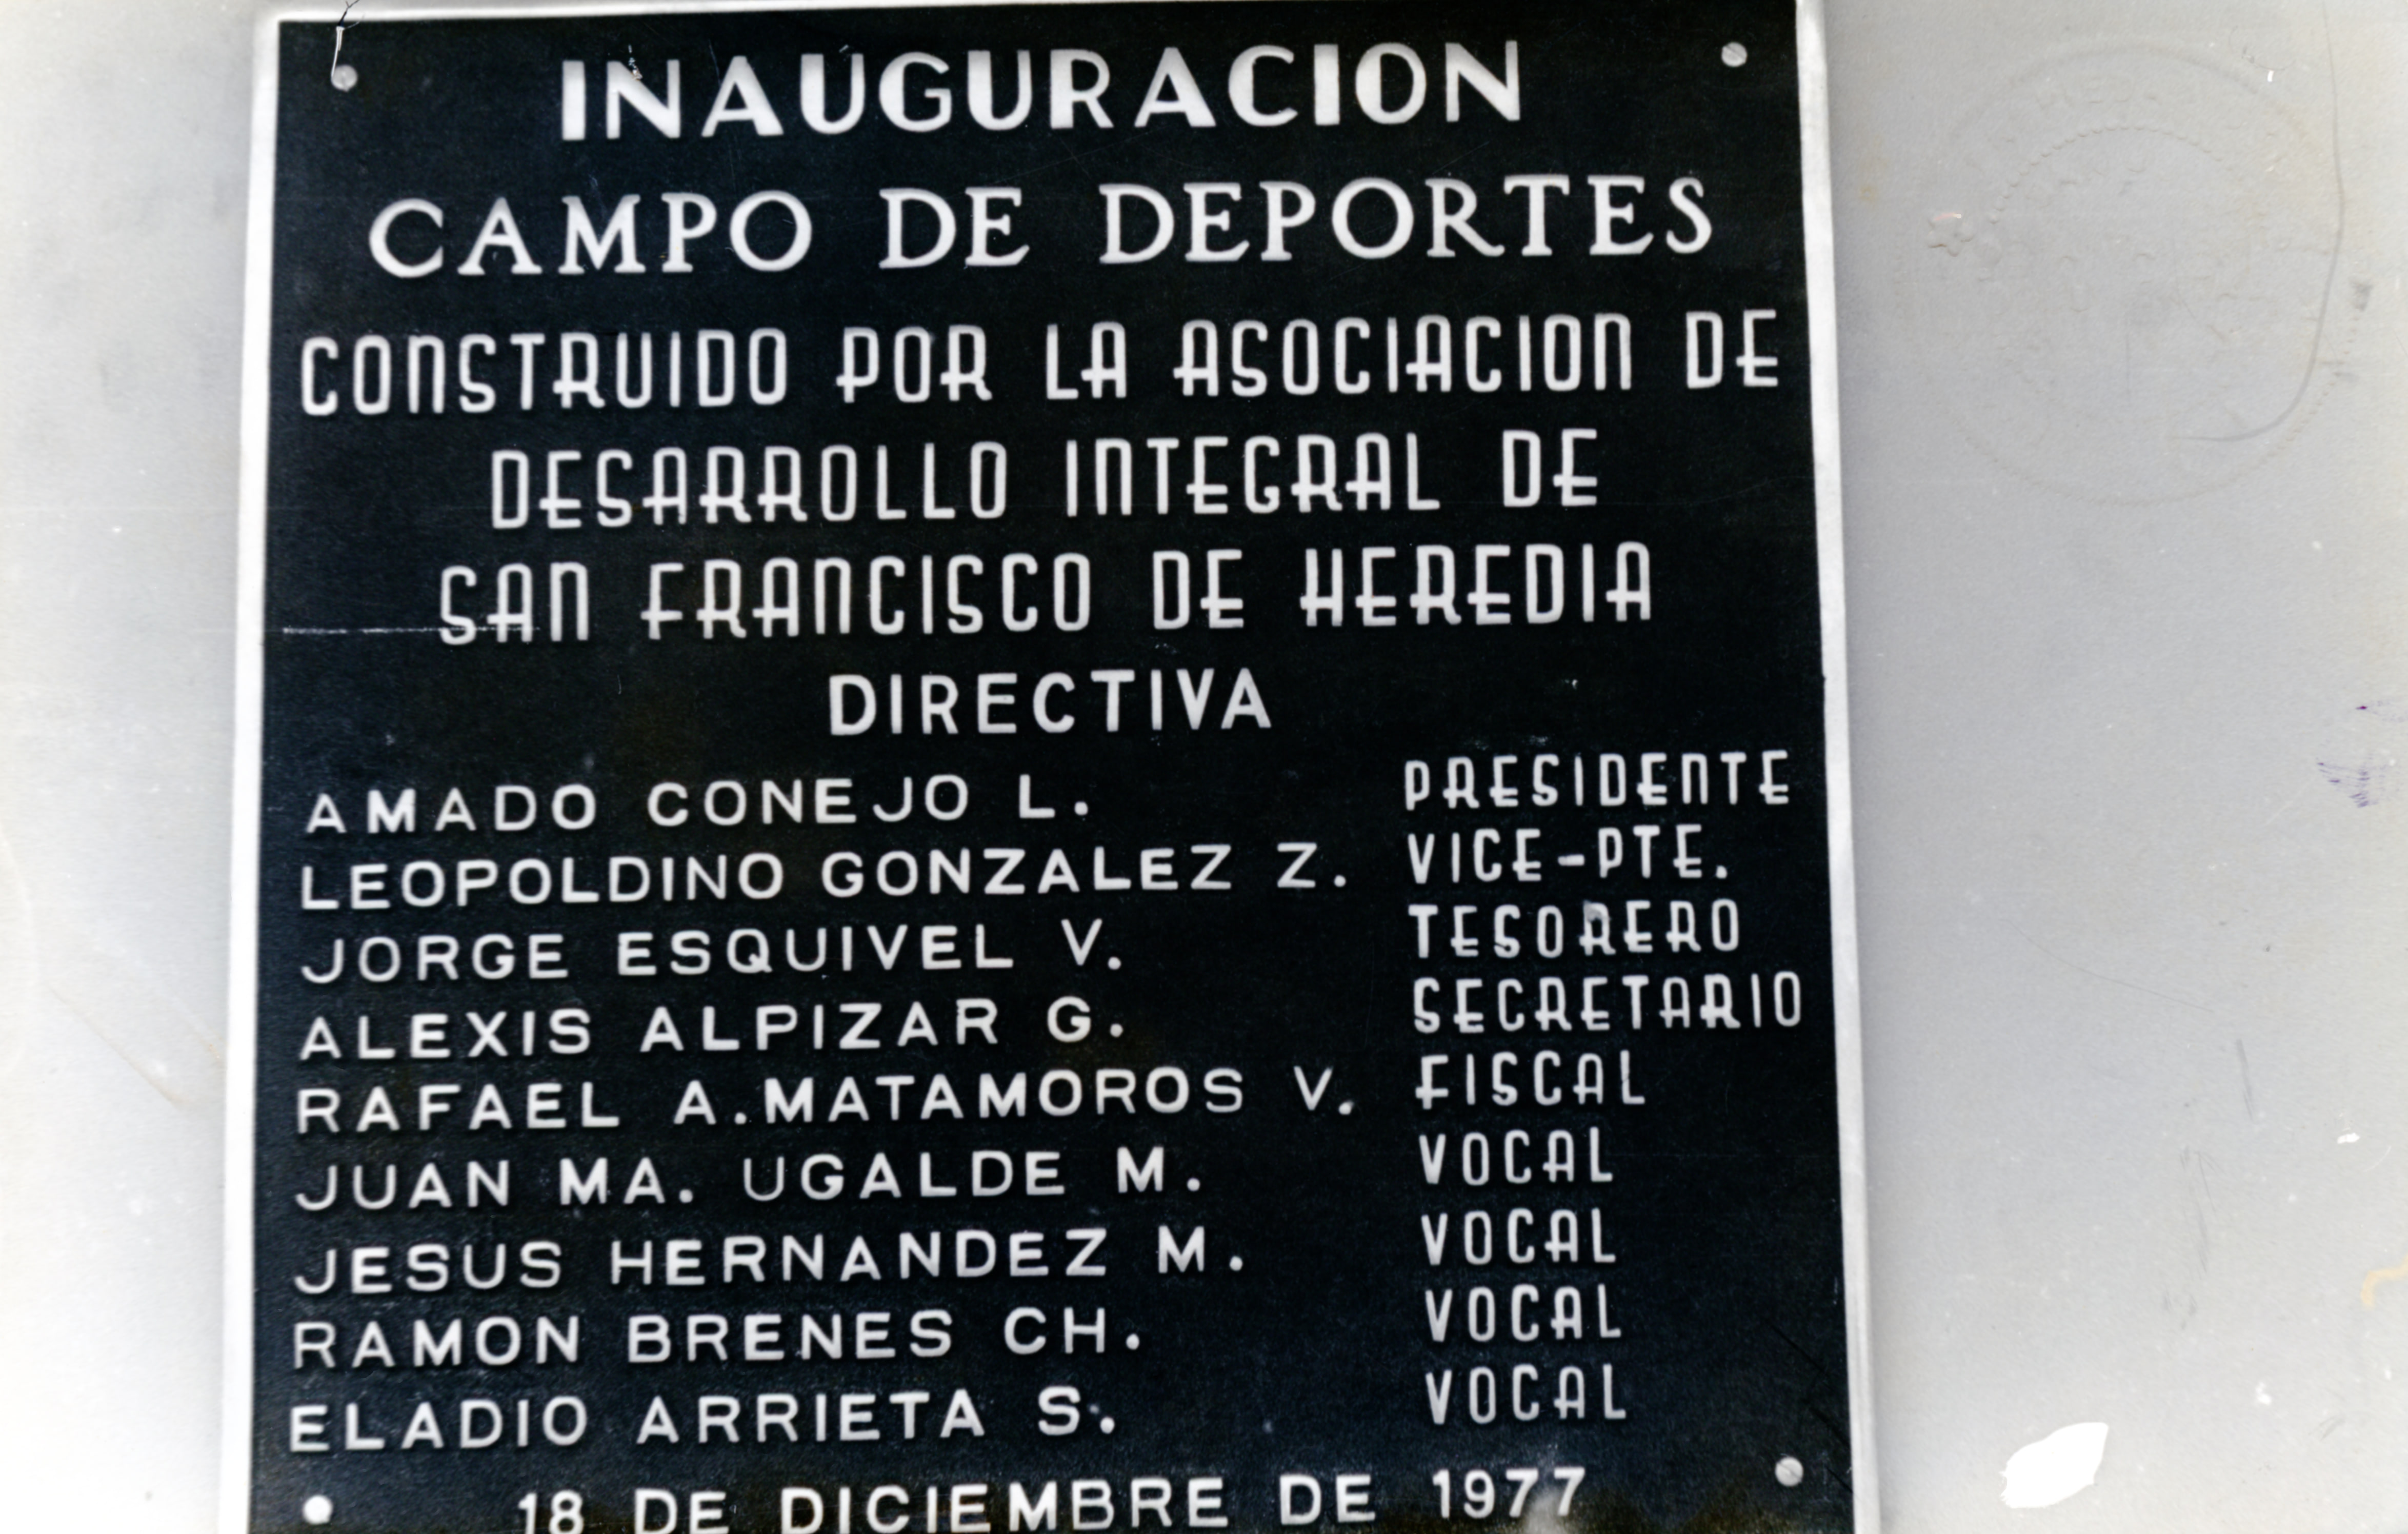 INAUGURACION
CAMPO DE DEPORTES
CONSTRUIDO POR LA ASOCIACION DE
DESARROLLO INTEGRAL DE
SAN FRANCISCO DE HEREDIA
DIRECTIVA
AMADO CONEJO L. PRESIDENTE
LEOPOLDINO GONZALEZ Z. VICE-PTE.
JORGE ESQUIVEL V. TESORERO
ALEXIS ALPIZAR G. SECRETARIO
RAFAEL A.MATAMOROS V. FISCAL
JUAN MA. UGALDE M. VOCAL
JESUS HERNANDEZ M. VOCAL
RAMON BRENES CH. VOCAL
ELADIO ARRIETA S. VOCAL
18 DE DICIEMBRE DE 1977